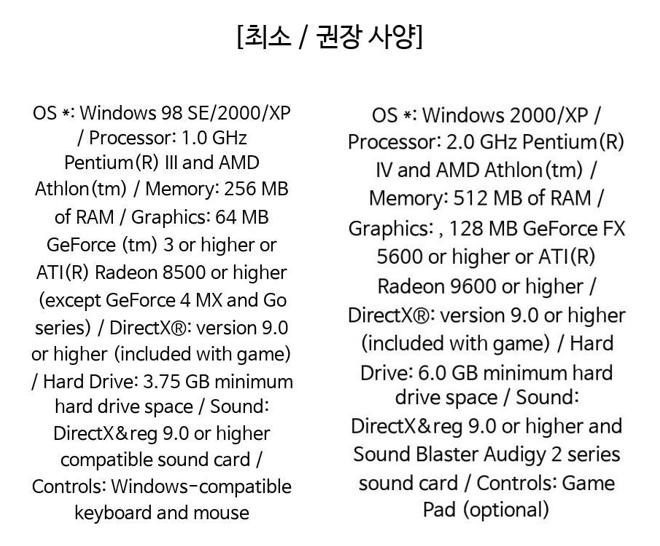 [최소 / 권장 사양]
OS *: Windows 98 SE/2000/XP
/ Processor: 1.0 GHz
Pentium(R) III and AMD
Athlon(tm) / Memory: 256 MB
of RAM / Graphics: 64 MB
GeForce (tm) 3 or higher or
ATI(R) Radeon 8500 or higher
(except GeForce 4 MX and Go
series) / DirectX®: version 9.0
or higher (included with game)
/ Hard Drive: 3.75 GB minimum
hard drive space / Sound:
DirectX&reg 9.0 or higher
compatible sound card /
Controls: Windows-compatible
keyboard and mouse
OS *: Windows 2000/XP /
Processor: 2.0 GHz Pentium(R)
IV and AMD Athlon(tm) /
Memory: 512 MB of RAM /
Graphics: , 128 MB GeForce FX
5600 or higher or ATI(R)
Radeon 9600 or higher /
DirectX®: version 9.0 or higher
(included with game) / Hard
Drive: 6.0 GB minimum hard
drive space / Sound:
DirectX&reg 9.0 or higher and
Sound Blaster Audigy 2 series
sound card / Controls: Game
Pad (optional)